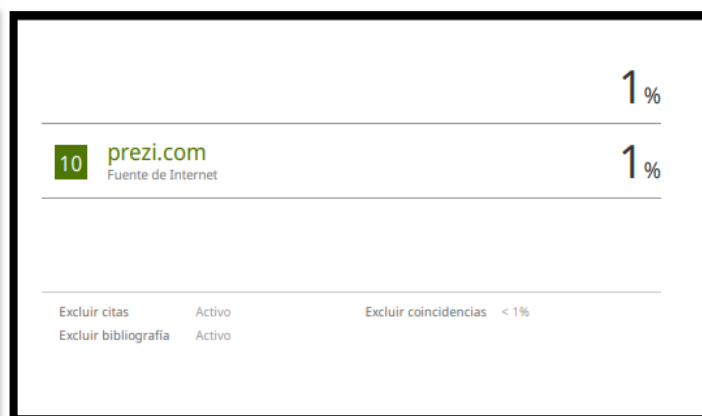 1%
10 prezi.com 1%
Fuente de Internet
Excluir citas Activo Excluir coincidencias < 1%
Excluir bibliografía Activo